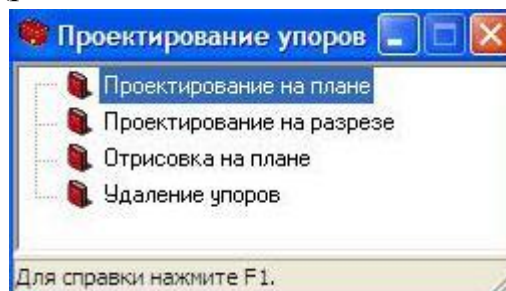 Проектирование упоров
Проектирование на плане
Проектирование на разрезе
Отрисовка на плане
Удаление упоров
Для справки нажмите F1.